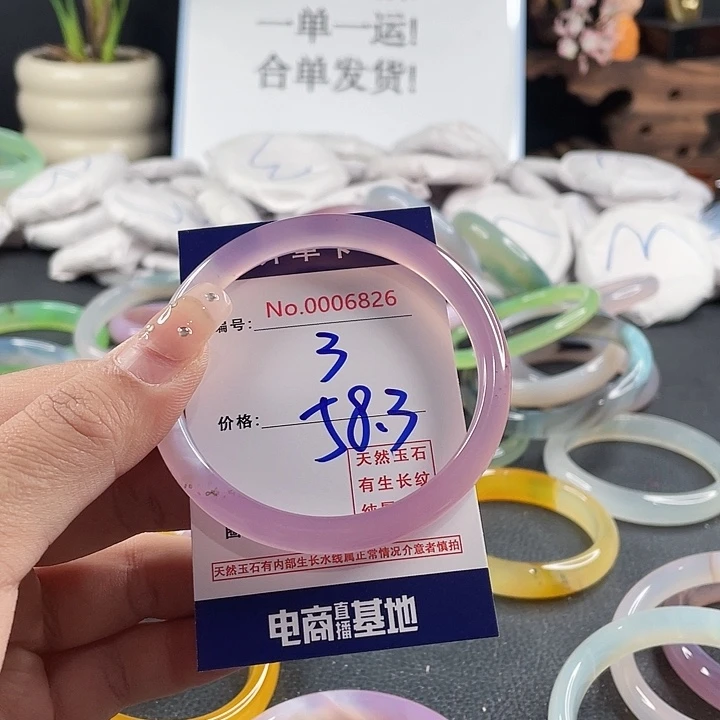 一单一运!
合单发货!
No.0006826
编号:
3
价格:
58.3
天然玉石
有生长纹
天然玉石有内部生长水线属正常情况介意者慎拍
电商直播基地